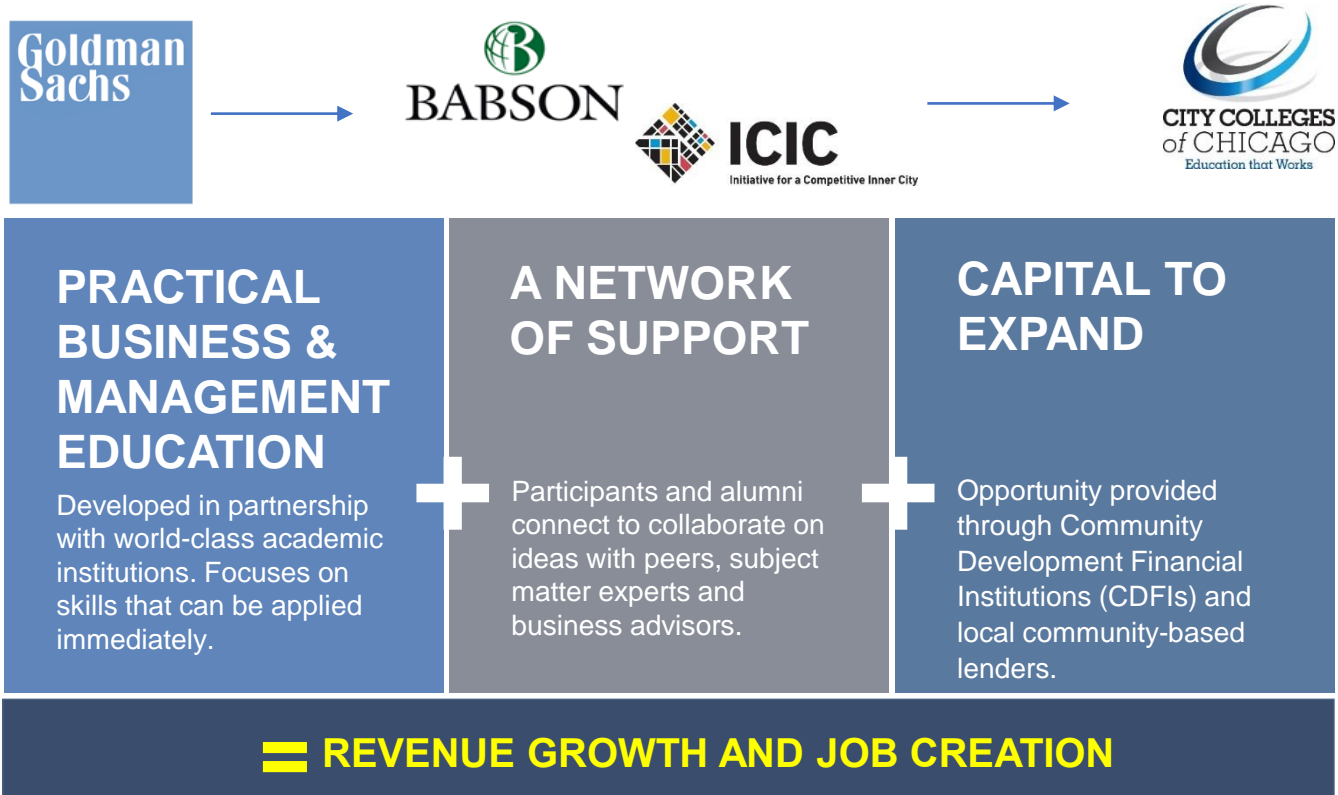 Goldman
Sachs
B
BABSON
ICIC
Initiative for a Competitive Inner City
CITY COLLEGES
of CHICAGO
Education that Works
PRACTICAL
BUSINESS &
MANAGEMENT
EDUCATION
Developed in partnership
with world-class academic
institutions. Focuses on
skills that can be applied
immediately.
+
A NETWORK
OF SUPPORT
Participants and alumni
connect to collaborate on
ideas with peers, subject
matter experts and
business advisors.
+
CAPITAL TO
EXPAND
Opportunity provided
through Community
Development Financial
Institutions (CDFIs) and
local community-based
lenders.
= REVENUE GROWTH AND JOB CREATION